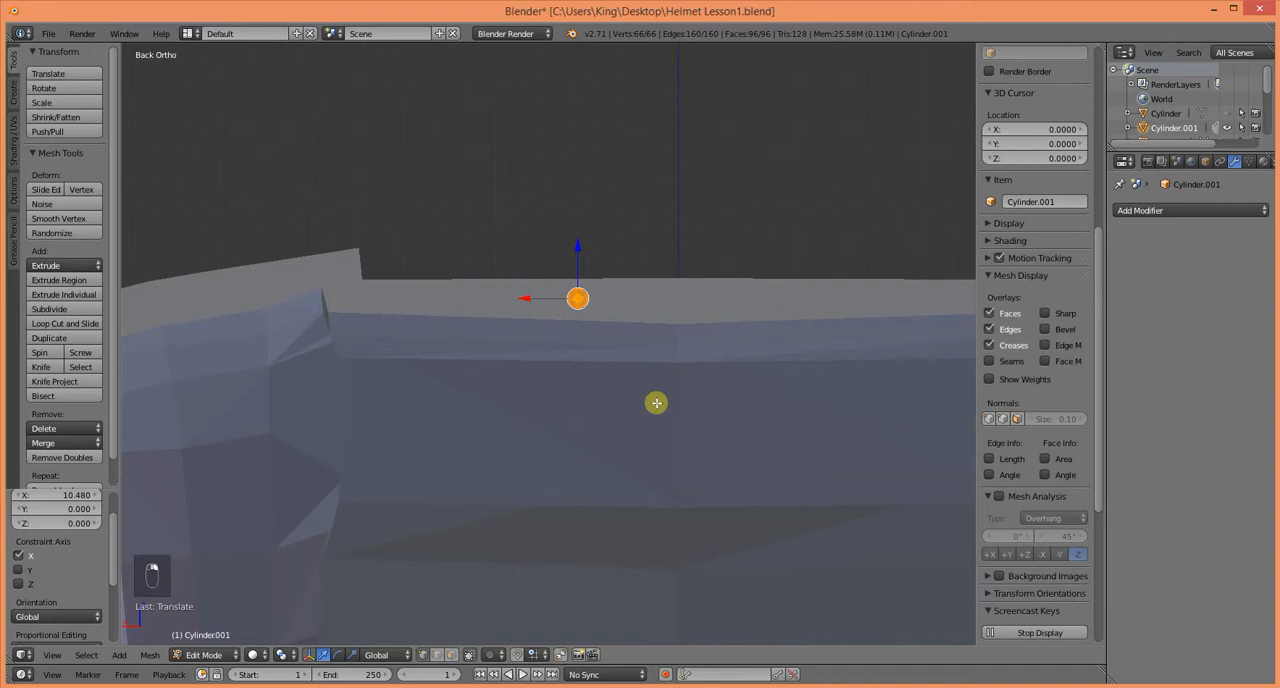 Blender* [C:\Users\King\Desktop\Helmet Lesson1.blend]
File Render Window Help Default Scene Blender Render v2.71 | Verts:66/66 | Edges:160/160 | Faces:96/96 | Tris:128 | Mem:25.58M (0.11M) | Cylinder.001
Tools
Create
Shading / UVs
Options
Grease Pencil
Transform
Translate
Rotate
Scale
Shrink/Fatten
Push/Pull
Mesh Tools
Deform:
Slide Ed Vertex
Noise
Smooth Vertex
Randomize
Add:
Extrude
Extrude Region
Extrude Individual
Subdivide
Loop Cut and Slide
Duplicate
Spin Screw
Knife Select
Knife Project
Bisect
Remove:
Delete
Merge
Remove Doubles
Repeat:
X: 10.480
Y: 0.000
Z: 0.000
Constraint Axis
X
Y
Z
Orientation
Global
Proportional Editing
Back Ortho
Last: Translate
(1) Cylinder.001
Render Border
3D Cursor
Location:
X: 0.0000
Y: 0.0000
Z: 0.0000
Item
Cylinder.001
Display
Shading
Motion Tracking
Mesh Display
Overlays:
Faces Sharp
Edges Bevel
Creases Edge M
Seams Face M
Show Weights
Normals:
Size: 0.10
Edge Info: Face Info:
Length Area
Angle Angle
Mesh Analysis
Type: Overhang
0° 45°
+X +Y +Z -X -Y -Z
Background Images
Transform Orientations
Screencast Keys
Stop Display
View Search All Scenes
Scene
RenderLayers
World
Cylinder
Cylinder.001
Cylinder.001
Add Modifier
View Select Add Mesh Edit Mode Global
View Marker Frame Playback Start: 1 End: 250 1 No Sync